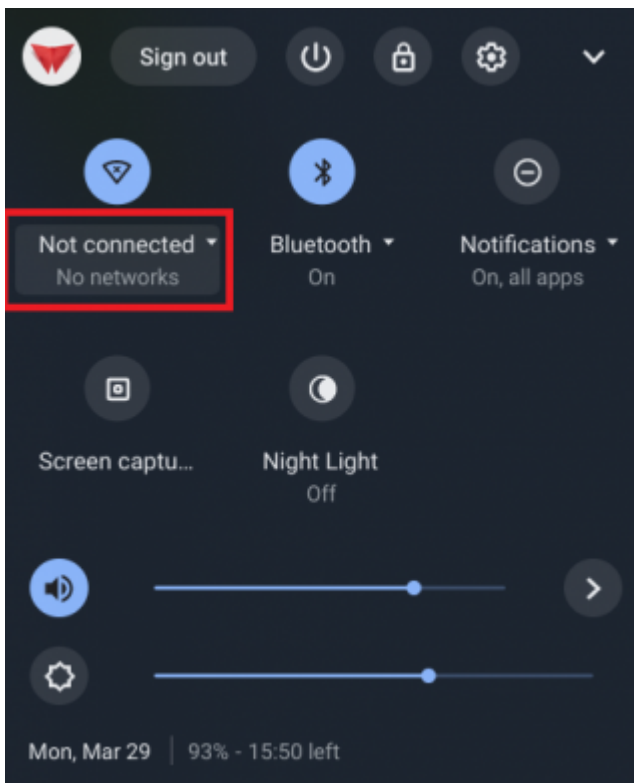 Sign out
Not connected
No networks
Bluetooth
On
Notifications
On, all apps
Screen captu...
Night Light
Off
Mon, Mar 29 93% - 15:50 left